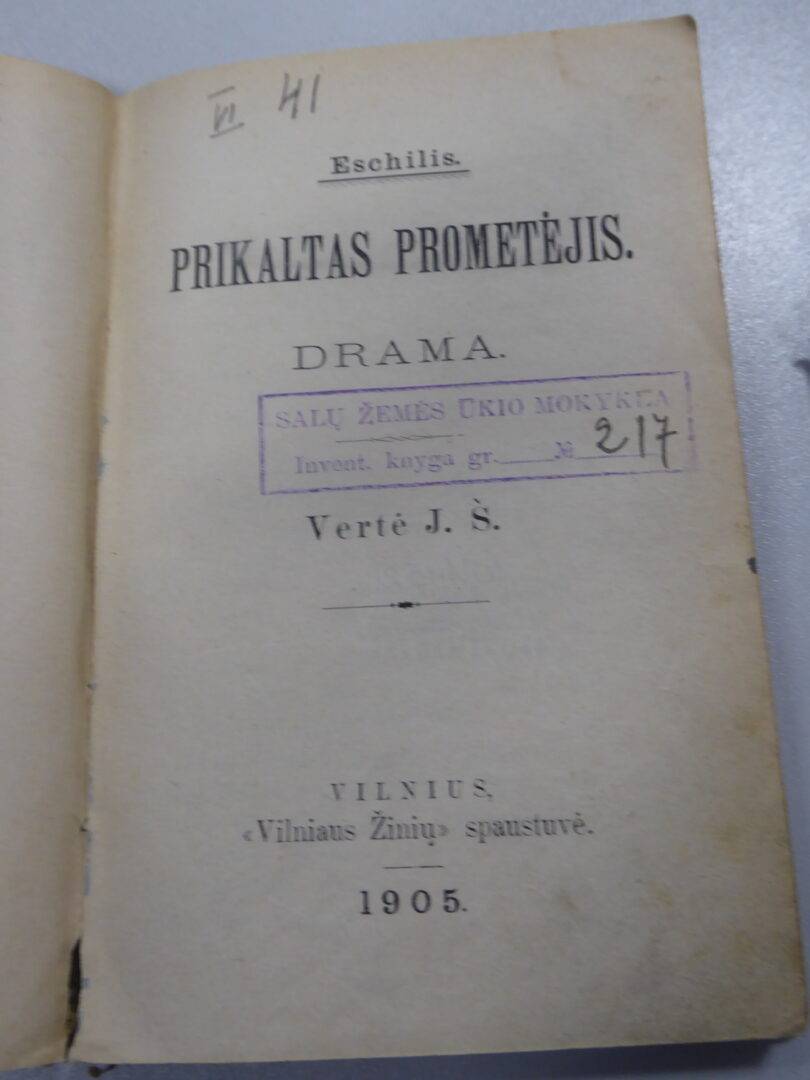 VI 41
Eschilis.
PRIKALTAS PROMETĖJIS.
DRAMA.
SALŲ ŽEMĖS ŪKIO MOKYKLA
Invent. knyga gr. № 217
Vertė J. Š.
VILNIUS,
«Vilniaus Žinių» spaustuvė.
1905.